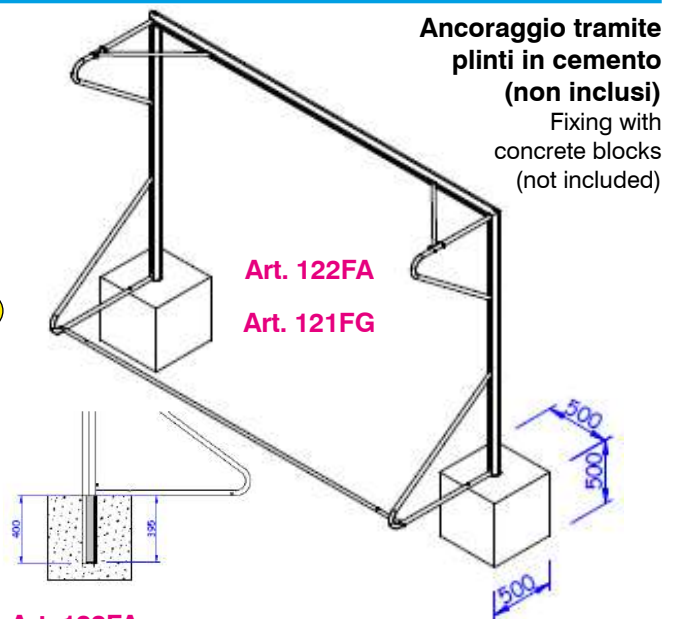 Ancoraggio tramite
plinti in cemento
(non inclusi)
Fixing with
concrete blocks
(not included)
Art. 122FA
Art. 121FG
500
500
500
400
395